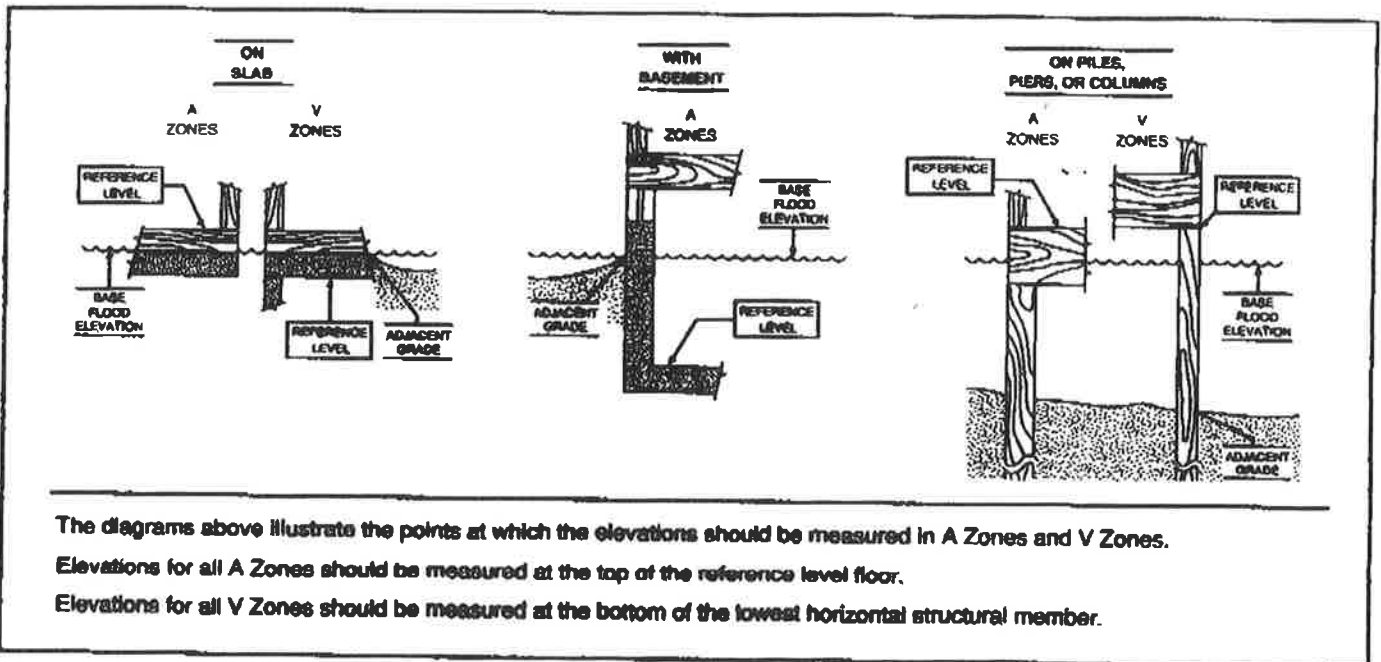 ON
SLAB
A
ZONES
V
ZONES
REFERENCE
LEVEL
BASE
FLOOD
ELEVATION
REFERENCE
LEVEL
ADJACENT
GRADE
WITH
BASEMENT
A
ZONES
BASE
FLOOD
ELEVATION
ADJACENT
GRADE
REFERENCE
LEVEL
ON PILES,
PIERS, OR COLUMNS
A
ZONES
V
ZONES
REFERENCE
LEVEL
REFERENCE
LEVEL
BASE
FLOOD
ELEVATION
ADJACENT
GRADE
The diagrams above illustrate the points at which the elevations should be measured in A Zones and V Zones.
Elevations for all A Zones should be measured at the top of the reference level floor.
Elevations for all V Zones should be measured at the bottom of the lowest horizontal structural member.